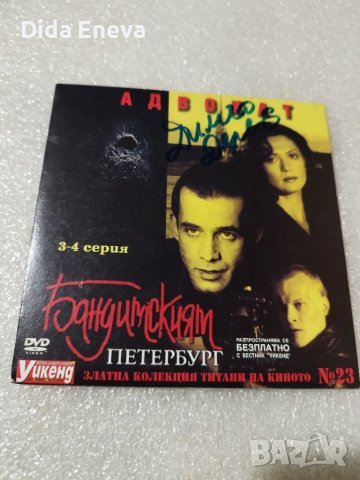 Dida Eneva
АДВОКАТ
3-4 серия
Бандитският
ПЕТЕРБУРГ
DVD
VIDEO
РАЗПРОСТРАНЯВА СЕ
БЕЗПЛАТНО
С ВЕСТНИК "УИКЕНД"
Уикенд
ЗЛАТНА КОЛЕКЦИЯ ТИТАНИ НА КИНОТО №23
BAZAR